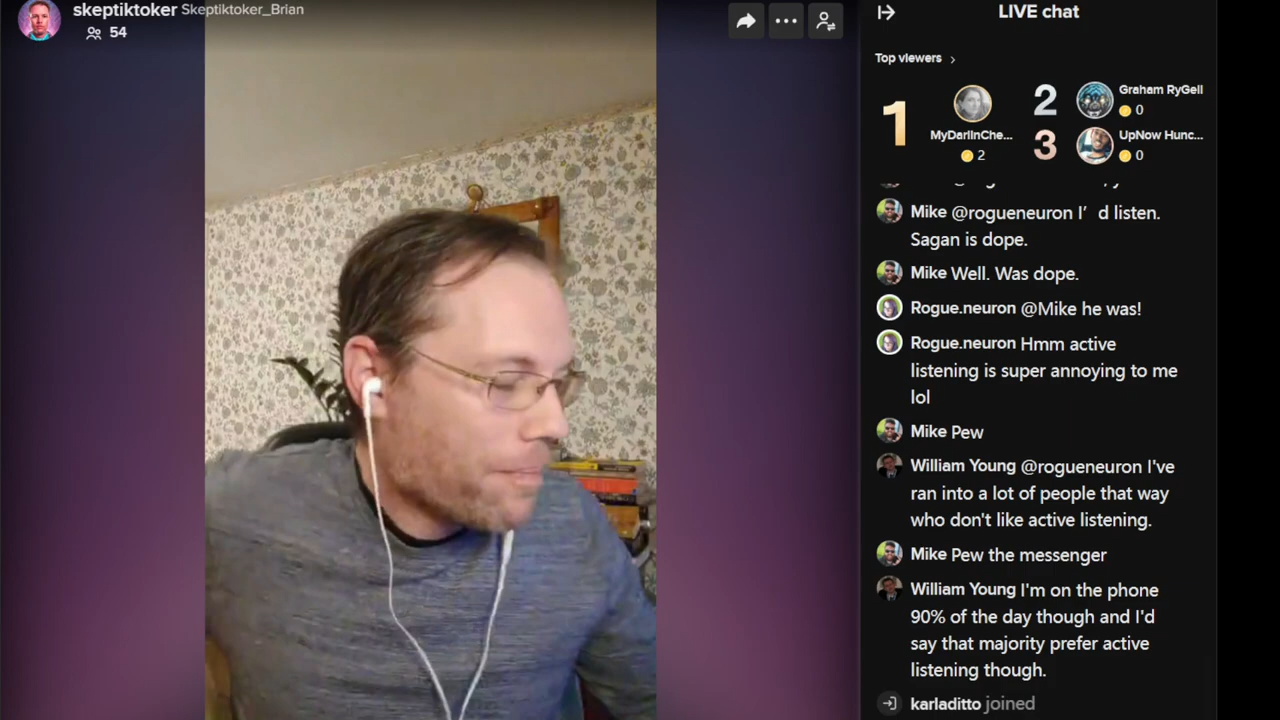 skeptiktoker Skeptiktoker_Brian
54
LIVE chat
Top viewers
1
MyDarlinChe...
2
2
Graham RyGell
0
3
UpNow Hunc...
0
Mike @rogueneuron I’d listen.
Sagan is dope.
Mike Well. Was dope.
Rogue.neuron @Mike he was!
Rogue.neuron Hmm active
listening is super annoying to me
lol
Mike Pew
William Young @rogueneuron I've
ran into a lot of people that way
who don't like active listening.
Mike Pew the messenger
William Young I'm on the phone
90% of the day though and I'd
say that majority prefer active
listening though.
karladitto joined